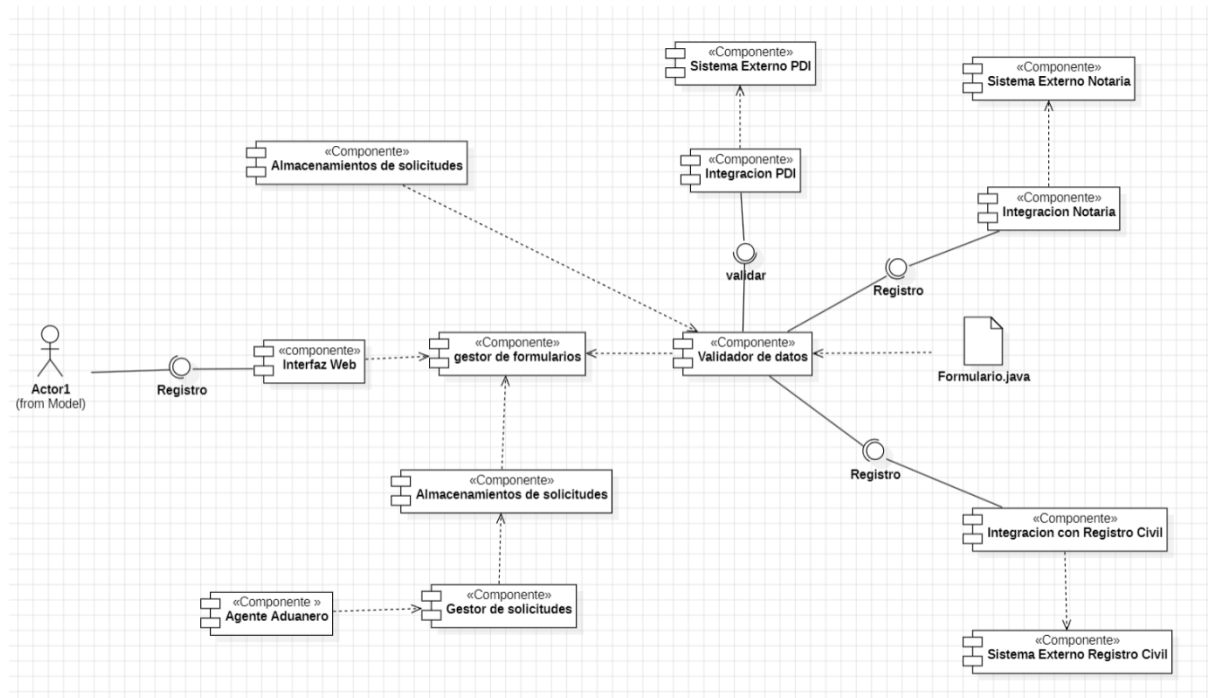 «Componente»
Sistema Externo PDI
«Componente»
Sistema Externo Notaria
«Componente»
Almacenamientos de solicitudes
«Componente»
Integracion PDI
«Componente»
Integracion Notaria
validar
Registro
«Componente»
gestor de formularios
«Componente»
Validador de datos
«componente»
Interfaz Web
Formulario.java
Actor1
(from Model)
Registro
Registro
«Componente»
Almacenamientos de solicitudes
«Componente»
Integracion con Registro Civil
«Componente»
Gestor de solicitudes
«Componente »
Agente Aduanero
«Componente»
Sistema Externo Registro Civil